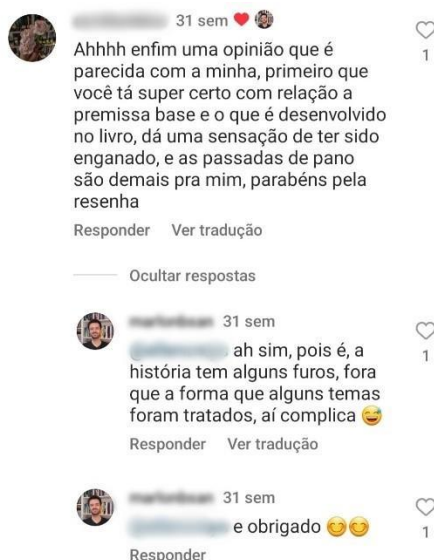 31 sem
Ahhhh enfim uma opinião que é
parecida com a minha, primeiro que
você tá super certo com relação a
premissa base e o que é desenvolvido
no livro, dá uma sensação de ter sido
enganado, e as passadas de pano
são demais pra mim, parabéns pela
resenha
1
Responder Ver tradução
Ocultar respostas
31 sem
ah sim, pois é, a
história tem alguns furos, fora
que a forma que alguns temas
foram tratados, aí complica 😅
1
Responder Ver tradução
31 sem
e obrigado 😊😊
1
Responder